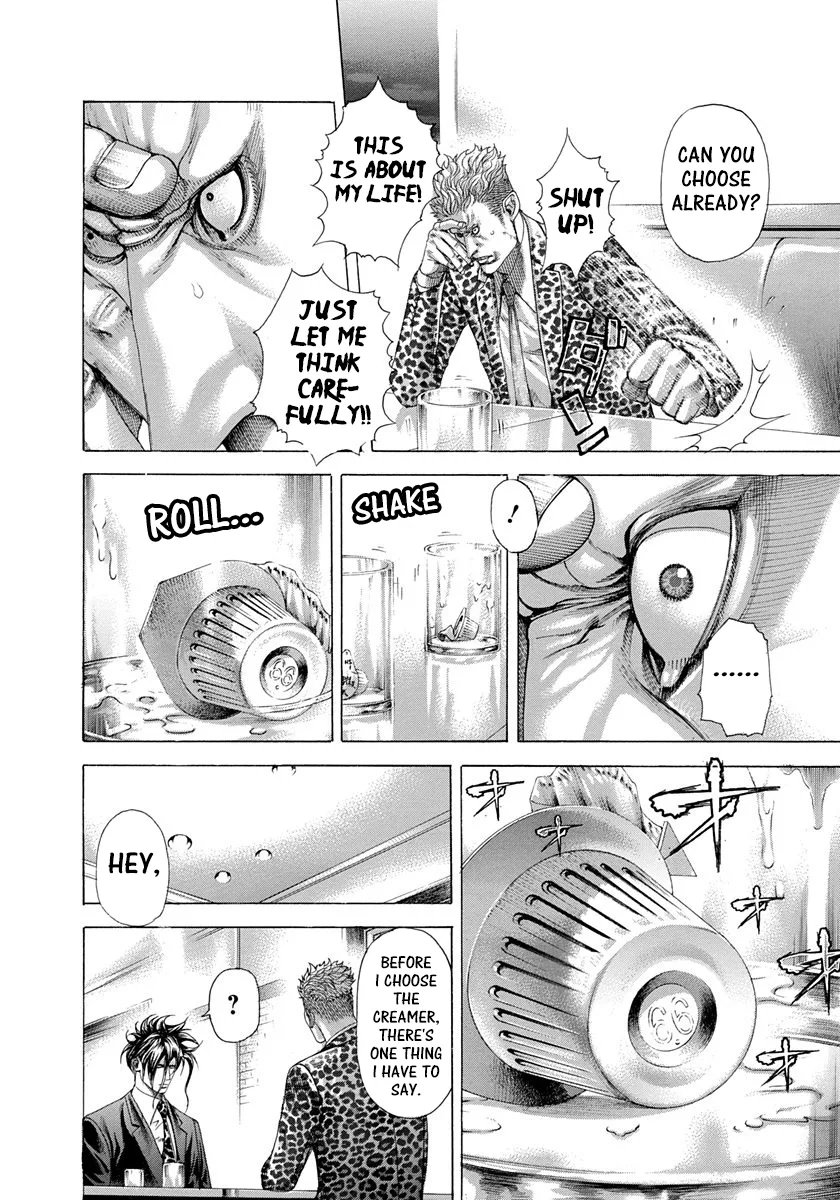 CAN YOU
CHOOSE
ALREADY?
SHUT
UP!
THIS
IS ABOUT
MY LIFE!
JUST
LET ME
THINK
CARE-
FULLY!!
!
......
SHAKE
ROLL...
HEY,
BEFORE
I CHOOSE
THE
CREAMER,
THERE'S
ONE THING
I HAVE TO
SAY.
?